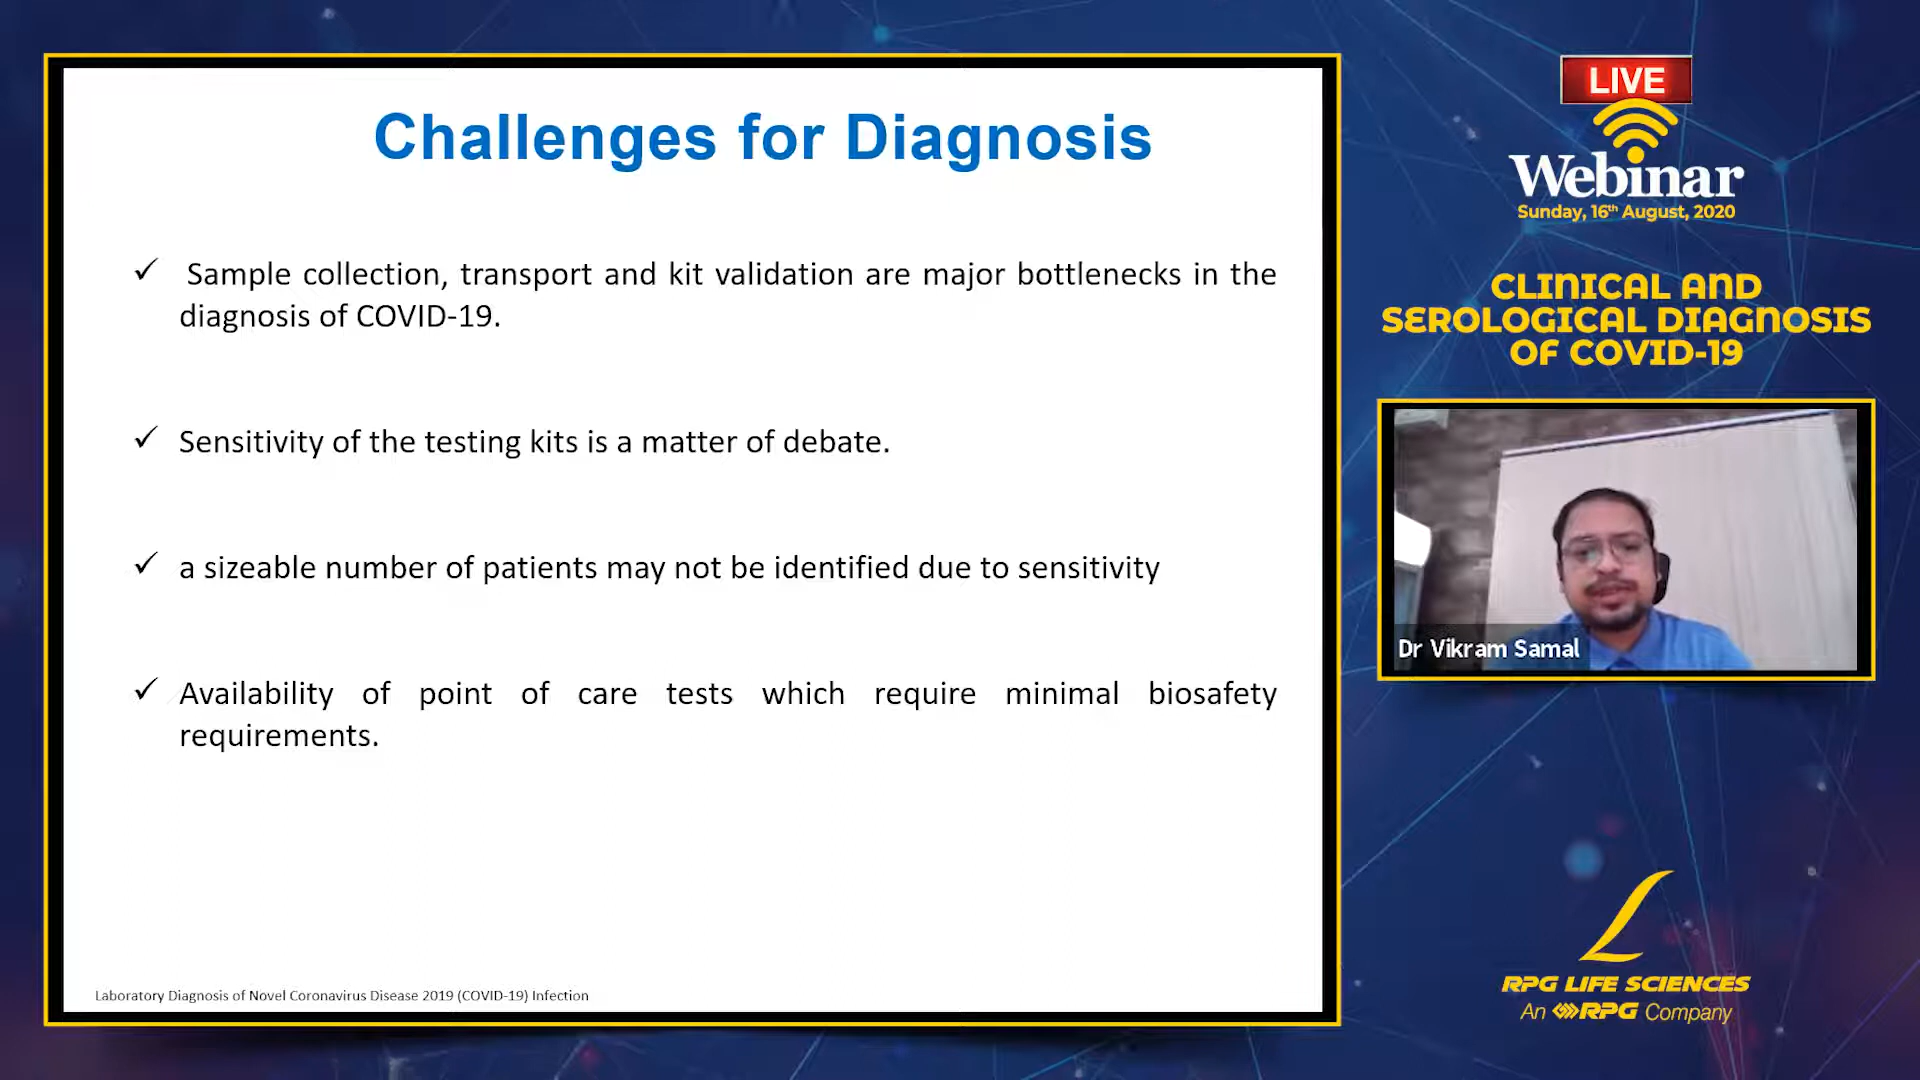 Challenges for Diagnosis
✓ Sample collection, transport and kit validation are major bottlenecks in the
diagnosis of COVID-19.
✓ Sensitivity of the testing kits is a matter of debate.
✓ a sizeable number of patients may not be identified due to sensitivity
✓ Availability of point of care tests which require minimal biosafety
requirements.
Laboratory Diagnosis of Novel Coronavirus Disease 2019 (COVID-19) Infection
LIVE
Webinar
Sunday, 16th August, 2020
CLINICAL AND
SEROLOGICAL DIAGNOSIS
OF COVID-19
Dr Vikram Samal
RPG LIFE SCIENCES
An RPG Company